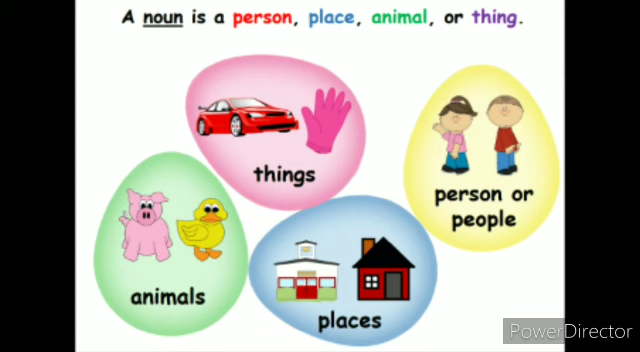 A noun is a person, place, animal, or thing.
things
person or
people
animals
places
PowerDirector